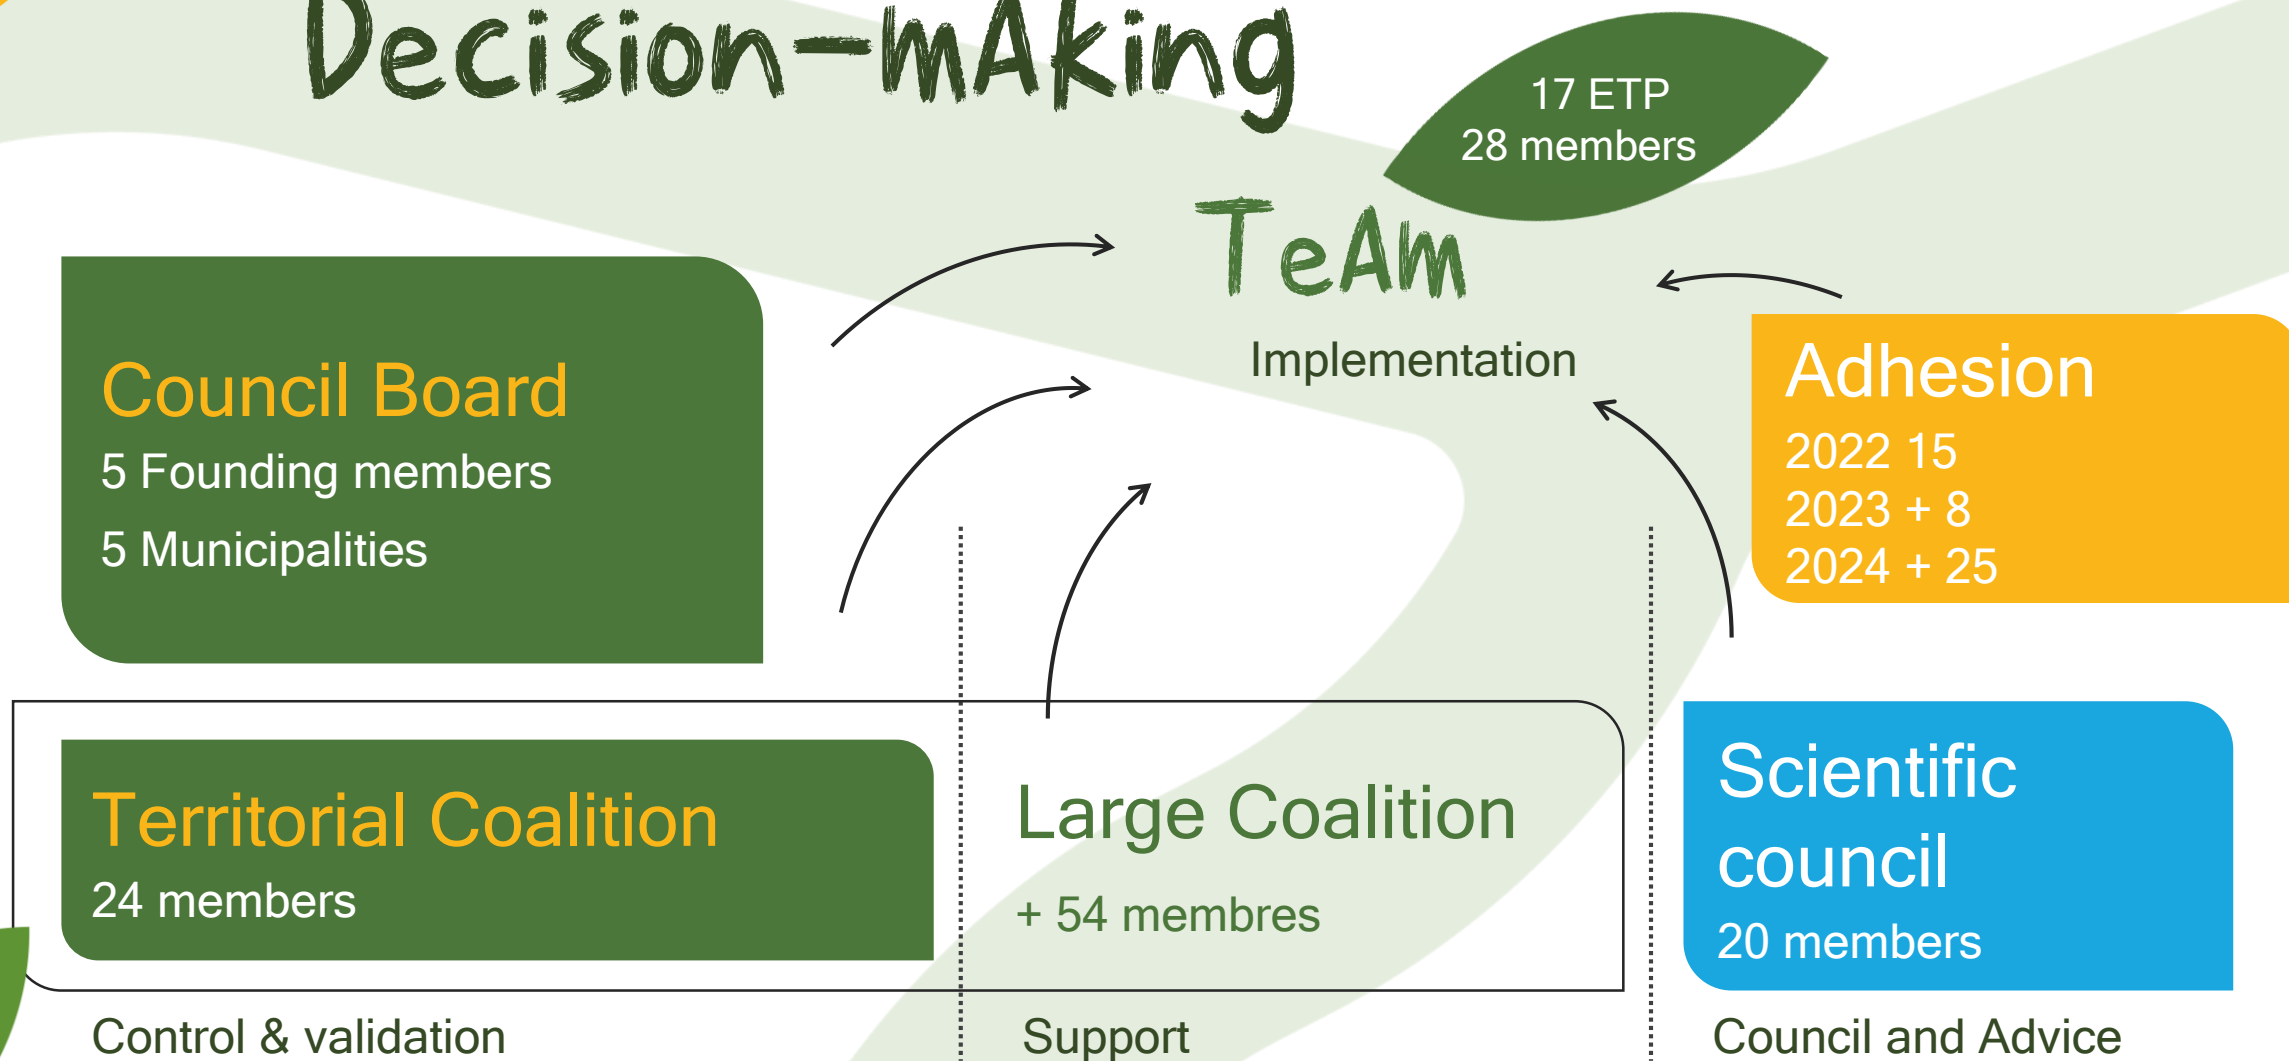 Decision-mAking
17 ETP
28 members
TeAm
Implementation
Council Board
5 Founding members
5 Municipalities
Adhesion
2022 15
2023 + 8
2024 + 25
Territorial Coalition
24 members
Large Coalition
+ 54 membres
Scientific
council
20 members
Control & validation
Support
Council and Advice